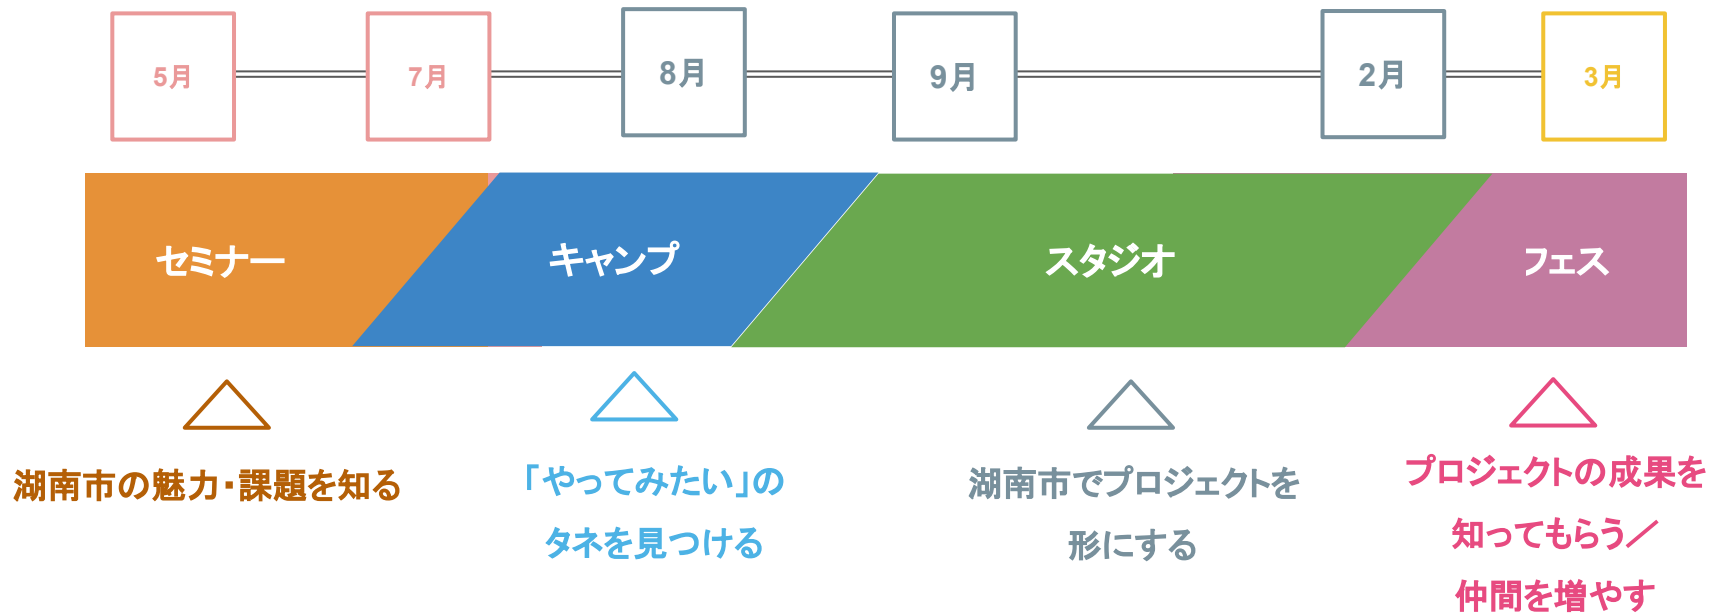 5月
7月
8月
9月
2月
3月
セミナー
キャンプ
スタジオ
フェス
湖南市の魅力・課題を知る
「やってみたい」の
タネを見つける
湖南市でプロジェクトを
形にする
プロジェクトの成果を
知ってもらう／
仲間を増やす